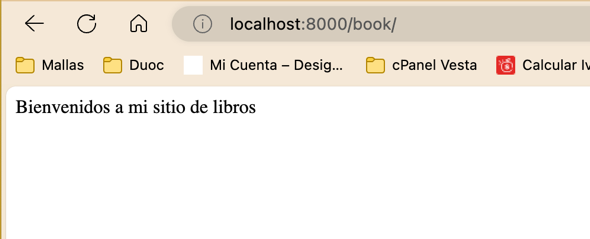 localhost:8000/book/
Mallas Duoc Mi Cuenta – Desig... cPanel Vesta Calcular Iv
Bienvenidos a mi sitio de libros